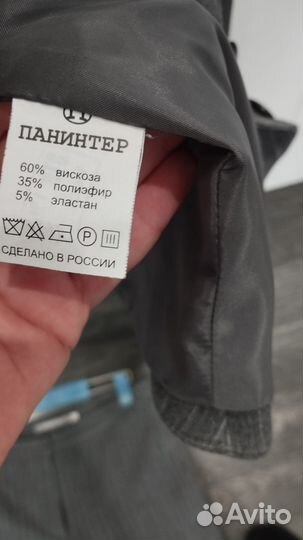 ПАНИНТЕР
60% вискоза
35% полиэфир
5% эластан
P
СДЕЛАНО В РОССИИ
Avito